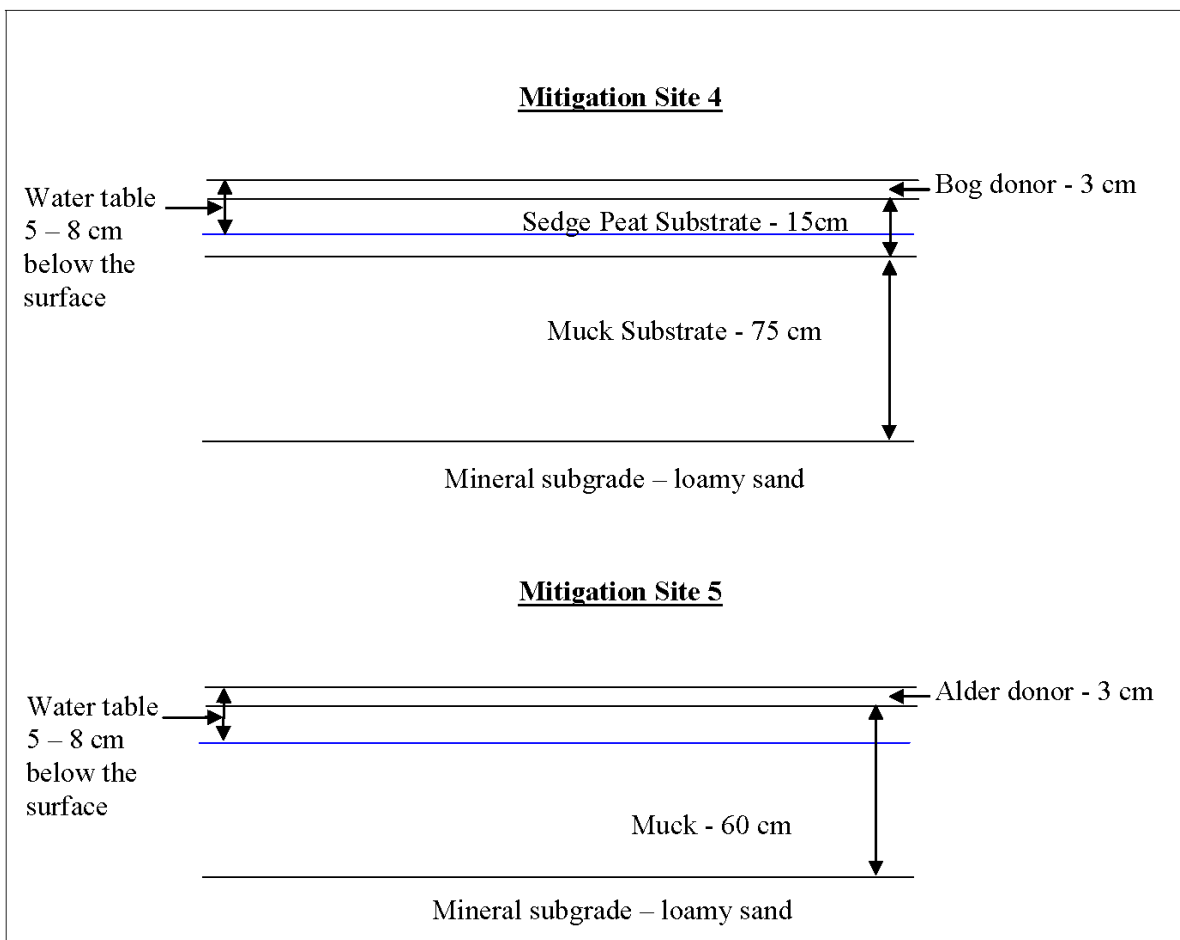 Mitigation Site 4
Water table
5 – 8 cm
below the
surface
Bog donor - 3 cm
Sedge Peat Substrate - 15cm
Muck Substrate - 75 cm
Mineral subgrade – loamy sand
Mitigation Site 5
Water table
5 – 8 cm
below the
surface
Alder donor - 3 cm
Muck - 60 cm
Mineral subgrade – loamy sand